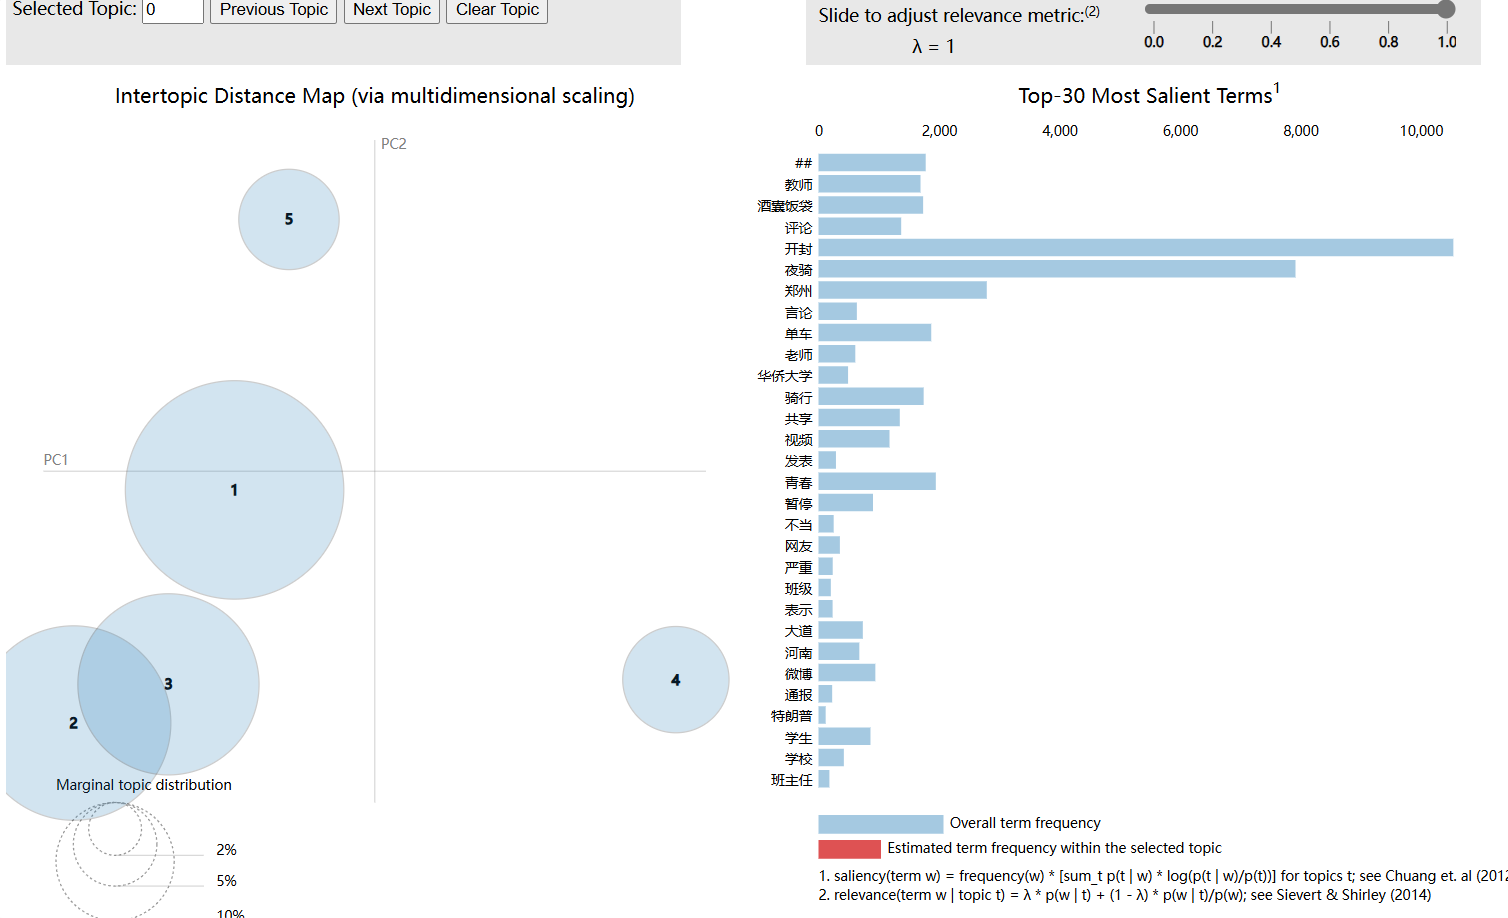 Selected Topic: 0 Previous Topic Next Topic Clear Topic
Slide to adjust relevance metric:(2)
λ = 1
0.0 0.2 0.4 0.6 0.8 1.0
Intertopic Distance Map (via multidimensional scaling)
PC2
PC1
5
1
3
2
4
Marginal topic distribution
2%
5%
10%
Top-30 Most Salient Terms1
0 2,000 4,000 6,000 8,000 10,000
##
教师
酒囊饭袋
评论
开封
夜骑
郑州
言论
单车
老师
华侨大学
骑行
共享
视频
发表
青春
暂停
不当
网友
严重
班级
表示
大道
河南
微博
通报
特朗普
学生
学校
班主任
Overall term frequency
Estimated term frequency within the selected topic
1. saliency(term w) = frequency(w) * [sum_t p(t | w) * log(p(t | w)/p(t))] for topics t; see Chuang et. al (2012
2. relevance(term w | topic t) = λ * p(w | t) + (1 - λ) * p(w | t)/p(w); see Sievert & Shirley (2014)